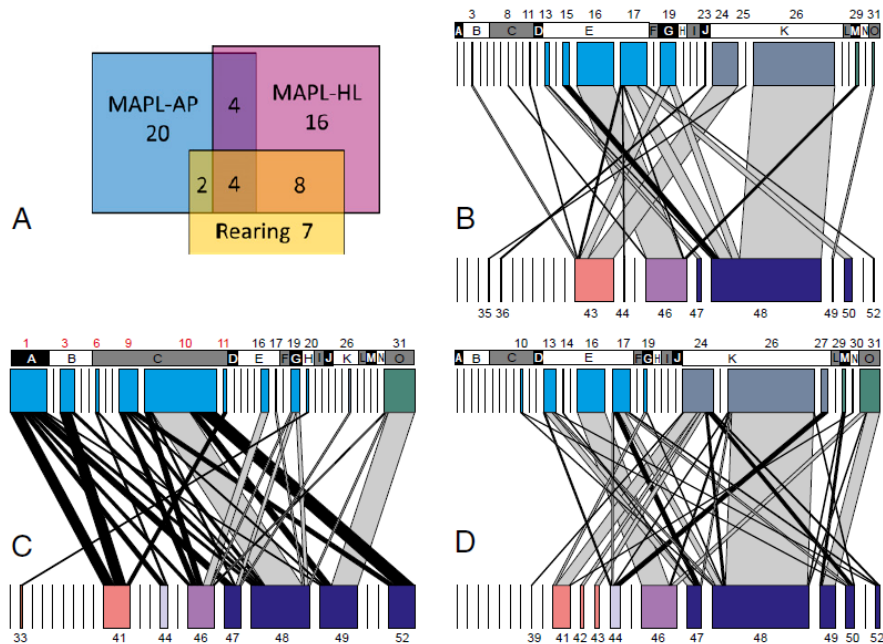 MAPL-AP
20
4
MAPL-HL
16
2
4
8
Rearing 7
A
3 8 11 13 15 16 17 19 23 24 25 26 29 31
A B C D E F G H I J K L M N O
B
35 36 43 44 46 47 48 49 50 52
1 3 6 9 10 11 16 17 19 20 26 31
A B C D E F G H I J K L M N O
C
33 41 44 46 47 48 49 52
10 13 14 16 17 19 24 26 27 29 30 31
A B C D E F G H I J K L M N O
D
39 41 42 43 44 46 47 48 49 50 52